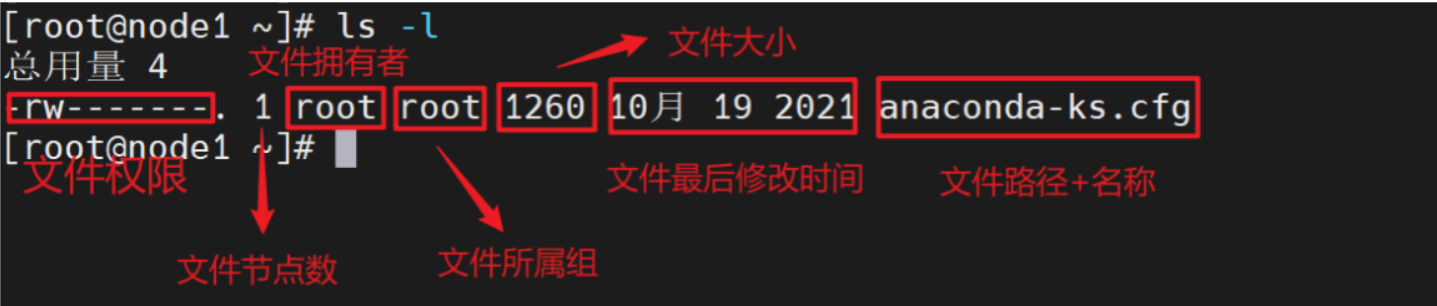 [root@node1 ~]# ls -l
文件大小
总用量 4
文件拥有者
-rw-------. 1 root root 1260 10月 19 2021 anaconda-ks.cfg
[root@node1 ~]#
文件权限
文件最后修改时间
文件路径+名称
文件节点数
文件所属组